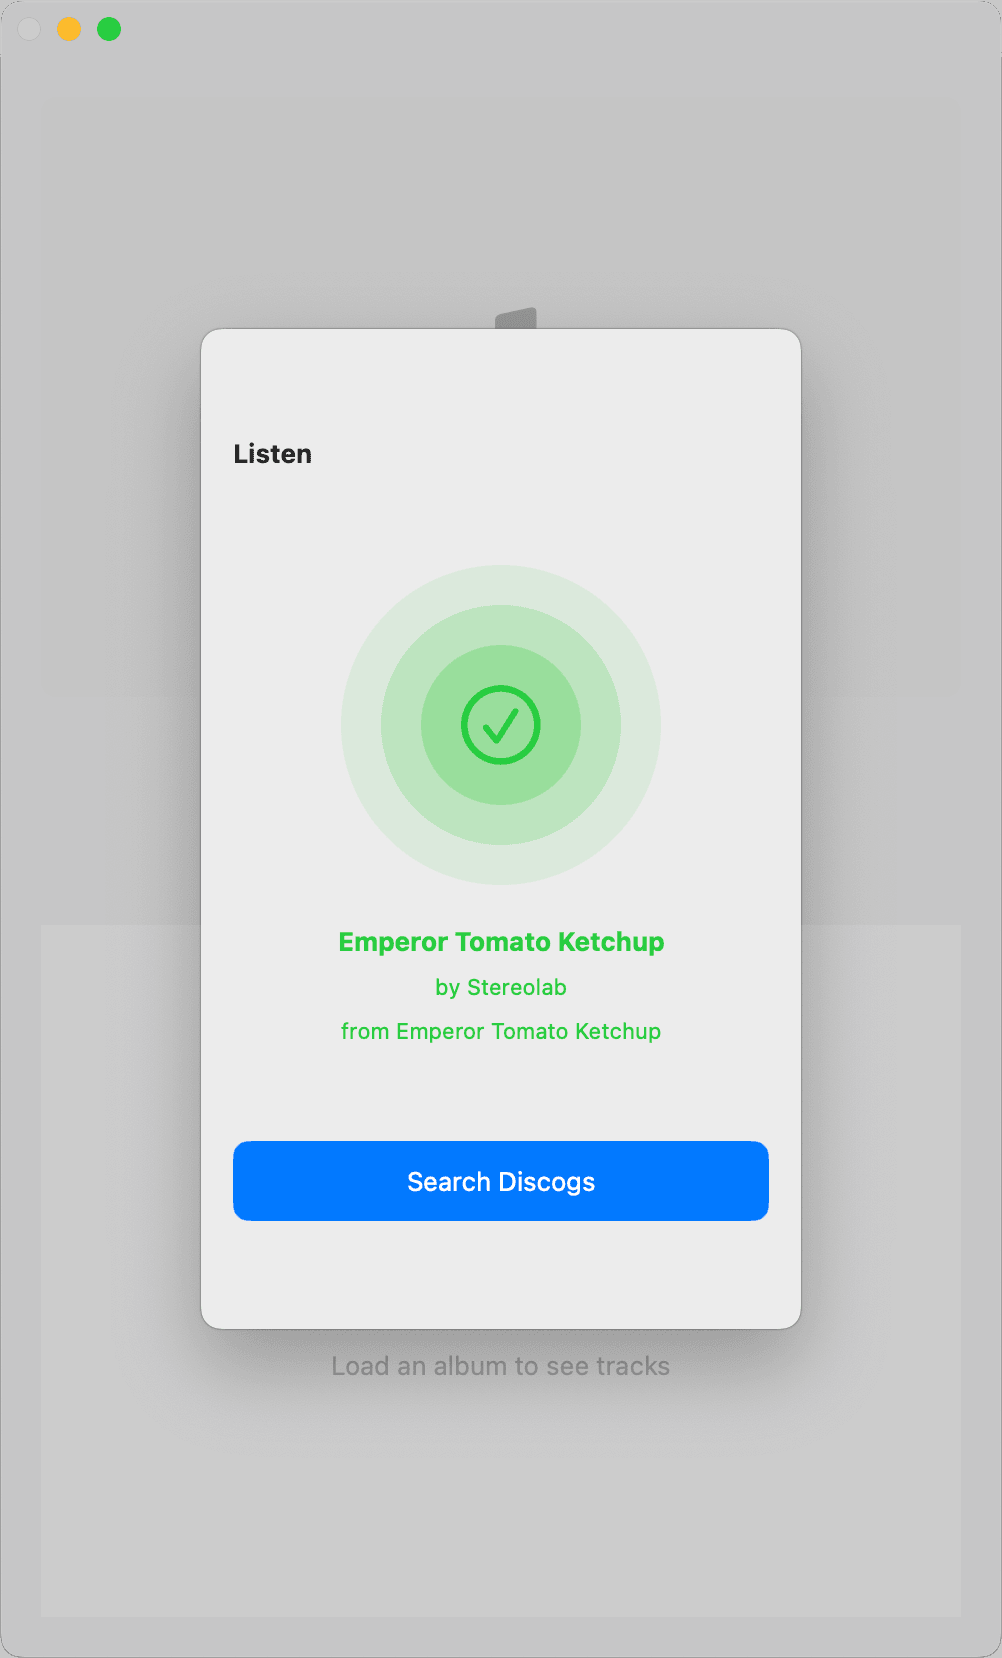 Listen
Emperor Tomato Ketchup
by Stereolab
from Emperor Tomato Ketchup
Search Discogs
Load an album to see tracks